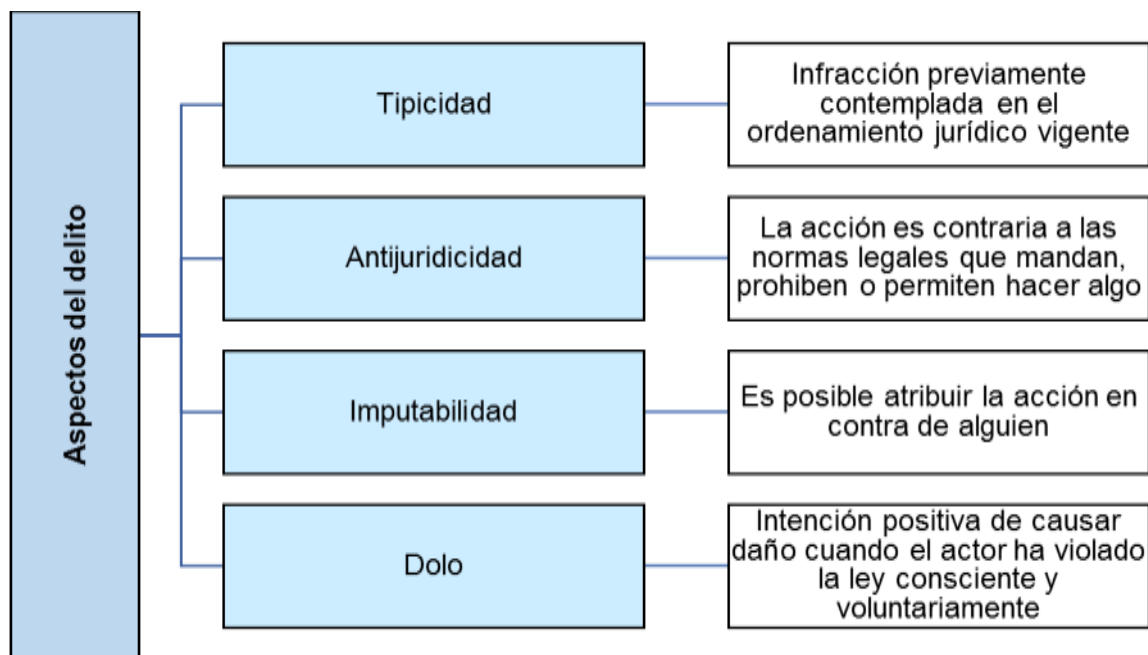 Aspectos del delito
Tipicidad
Infracción previamente
contemplada en el
ordenamiento jurídico vigente
Antijuridicidad
La acción es contraria a las
normas legales que mandan,
prohiben o permiten hacer algo
Imputabilidad
Es posible atribuir la acción en
contra de alguien
Dolo
Intención positiva de causar
daño cuando el actor ha violado
la ley consciente y
voluntariamente